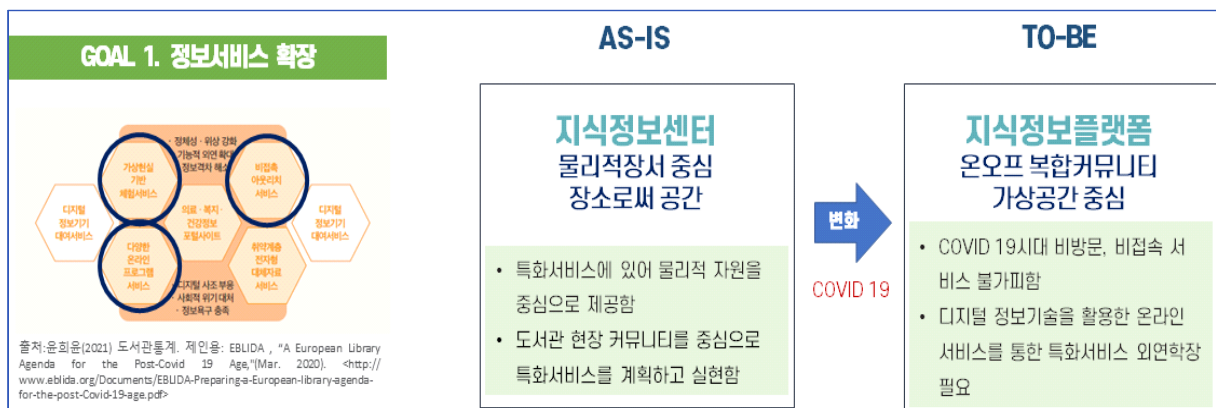 GOAL 1. 정보서비스 확장
· 정체성 · 위상 강화
기능적 외연 확대
정보격차 해소
가상현실
기반
체험서비스
비접촉
아웃리치
서비스
디지털
정보기기
대여서비스
의료 · 복지 ·
건강정보
포털사이트
디지털
정보기기
대여서비스
다양한
온라인
프로그램
서비스
취약계층
전자형
대체자료
서비스
· 디지털 사조 부응
· 사회적 위기 대처
· 정보욕구 충족
출처:윤희윤(2021) 도서관통계. 제인용: EBLIDA , "A European Library
Agenda for the Post-Covid 19 Age,"(Mar. 2020). <http://
www.eblida.org/Documents/EBLIDA-Preparing-a-European-library-agenda-
for-the-post-Covid-19-age.pdf>
AS-IS
지식정보센터
물리적장서 중심
장소로써 공간
• 특화서비스에 있어 물리적 자원을
중심으로 제공함
• 도서관 현장 커뮤니티를 중심으로
특화서비스를 계획하고 실현함
변화
COVID 19
TO-BE
지식정보플랫폼
온오프 복합커뮤니티
가상공간 중심
• COVID 19시대 비방문, 비접속 서
비스 불가피함
• 디지털 정보기술을 활용한 온라인
서비스를 통한 특화서비스 외연학장
필요